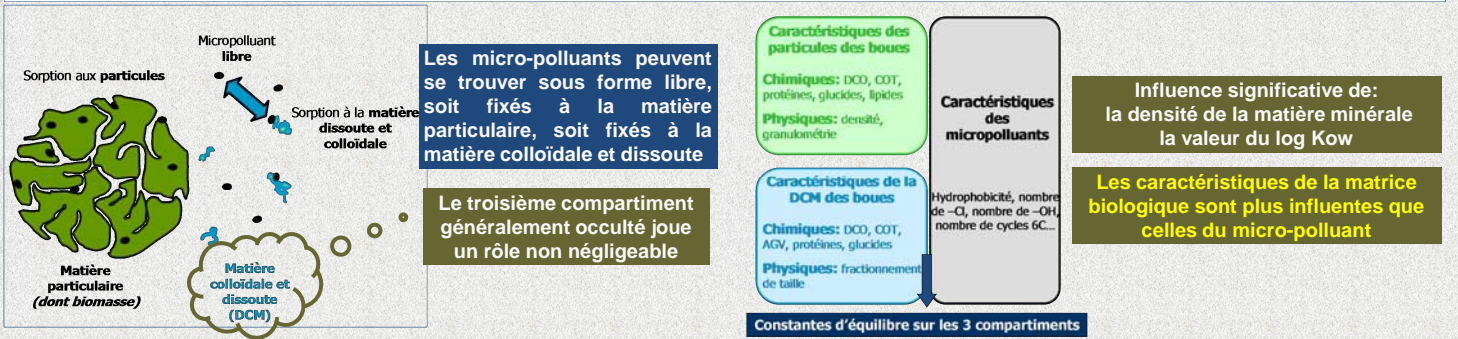 Micropolluant
libre
Sorption aux particules
Sorption à la matière
dissoute et
colloïdale
Matière
particulaire
(dont biomasse)
Matière
colloïdale et
dissoute
(DCM)
Les micro-polluants peuvent
se trouver sous forme libre,
soit fixés à la matière
particulaire, soit fixés à la
matière colloïdale et dissoute
Le troisième compartiment
généralement occulté joue
un rôle non négligeable
Caractéristiques des
particules des boues
Chimiques: DCO, COT,
protéines, glucides, lipides
Physiques: densité,
granulométrie
Caractéristiques de la
DCM des boues
Chimiques: DCO, COT,
AGV, protéines, glucides
Physiques: fractionnement
de taille
Caractéristiques
des
micropolluants
Hydrophobicité, nombre
de –Cl, nombre de –OH,
nombre de cycles 6C...
Constantes d'équilibre sur les 3 compartiments
Influence significative de:
la densité de la matière minérale
la valeur du log Kow
Les caractéristiques de la matrice
biologique sont plus influentes que
celles du micro-polluant